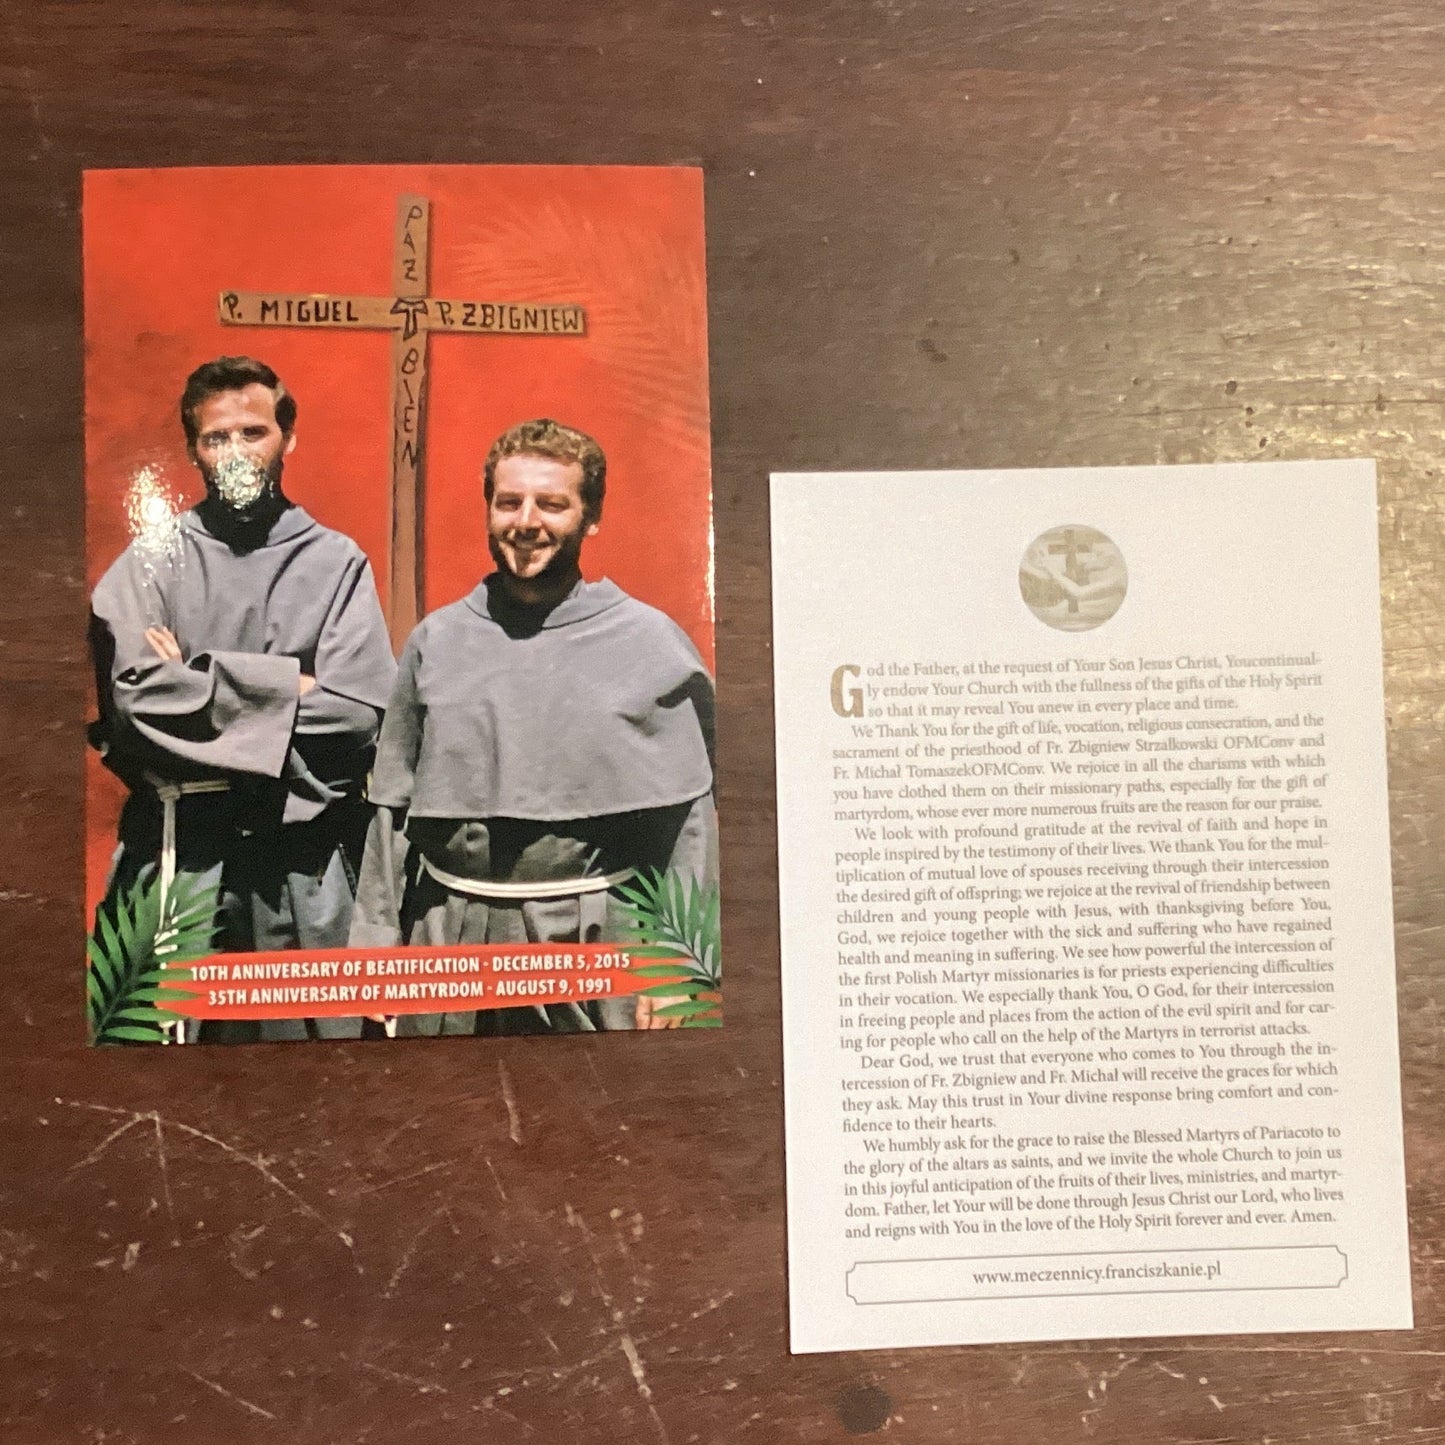 PAZ
P. MIGUEL T P. ZBIGNIEW
BIEN
10TH ANNIVERSARY OF BEATIFICATION - DECEMBER 5, 2015
35TH ANNIVERSARY OF MARTYRDOM - AUGUST 9, 1991
God the Father, at the request of Your Son Jesus Christ, Youcontinual-
ly endow Your Church with the fullness of the gifts of the Holy Spirit
so that it may reveal You anew in every place and time.
We Thank You for the gift of life, vocation, religious consecration, and the
sacrament of the priesthood of Fr. Zbigniew Strzałkowski OFMConv and
Fr. Michał TomaszekOFMConv. We rejoice in all the charisms with which
you have clothed them on their missionary paths, especially for the gift of
martyrdom, whose ever more numerous fruits are the reason for our praise.
We look with profound gratitude at the revival of faith and hope in
people inspired by the testimony of their lives. We thank You for the mul-
tiplication of mutual love of spouses receiving through their intercession
the desired gift of offspring; we rejoice at the revival of friendship between
children and young people with Jesus, with thanksgiving before You,
God, we rejoice together with the sick and suffering who have regained
health and meaning in suffering. We see how powerful the intercession of
the first Polish Martyr missionaries is for priests experiencing difficulties
in their vocation. We especially thank You, O God, for their intercession
in freeing people and places from the action of the evil spirit and for car-
ing for people who call on the help of the Martyrs in terrorist attacks.
Dear God, we trust that everyone who comes to You through the in-
tercession of Fr. Zbigniew and Fr. Michał will receive the graces for which
they ask. May this trust in Your divine response bring comfort and con-
fidence to their hearts.
We humbly ask for the grace to raise the Blessed Martyrs of Pariacoto to
the glory of the altars as saints, and we invite the whole Church to join us
in this joyful anticipation of the fruits of their lives, ministries, and martyr-
dom. Father, let Your will be done through Jesus Christ our Lord, who lives
and reigns with You in the love of the Holy Spirit forever and ever. Amen.
www.meczennicy.franciszkanie.pl